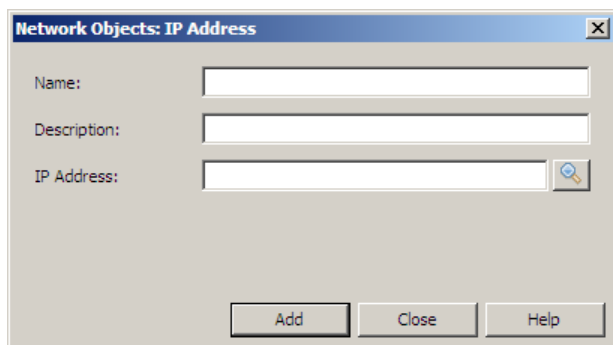 Network Objects: IP Address
Name:
Description:
IP Address:
Add Close Help